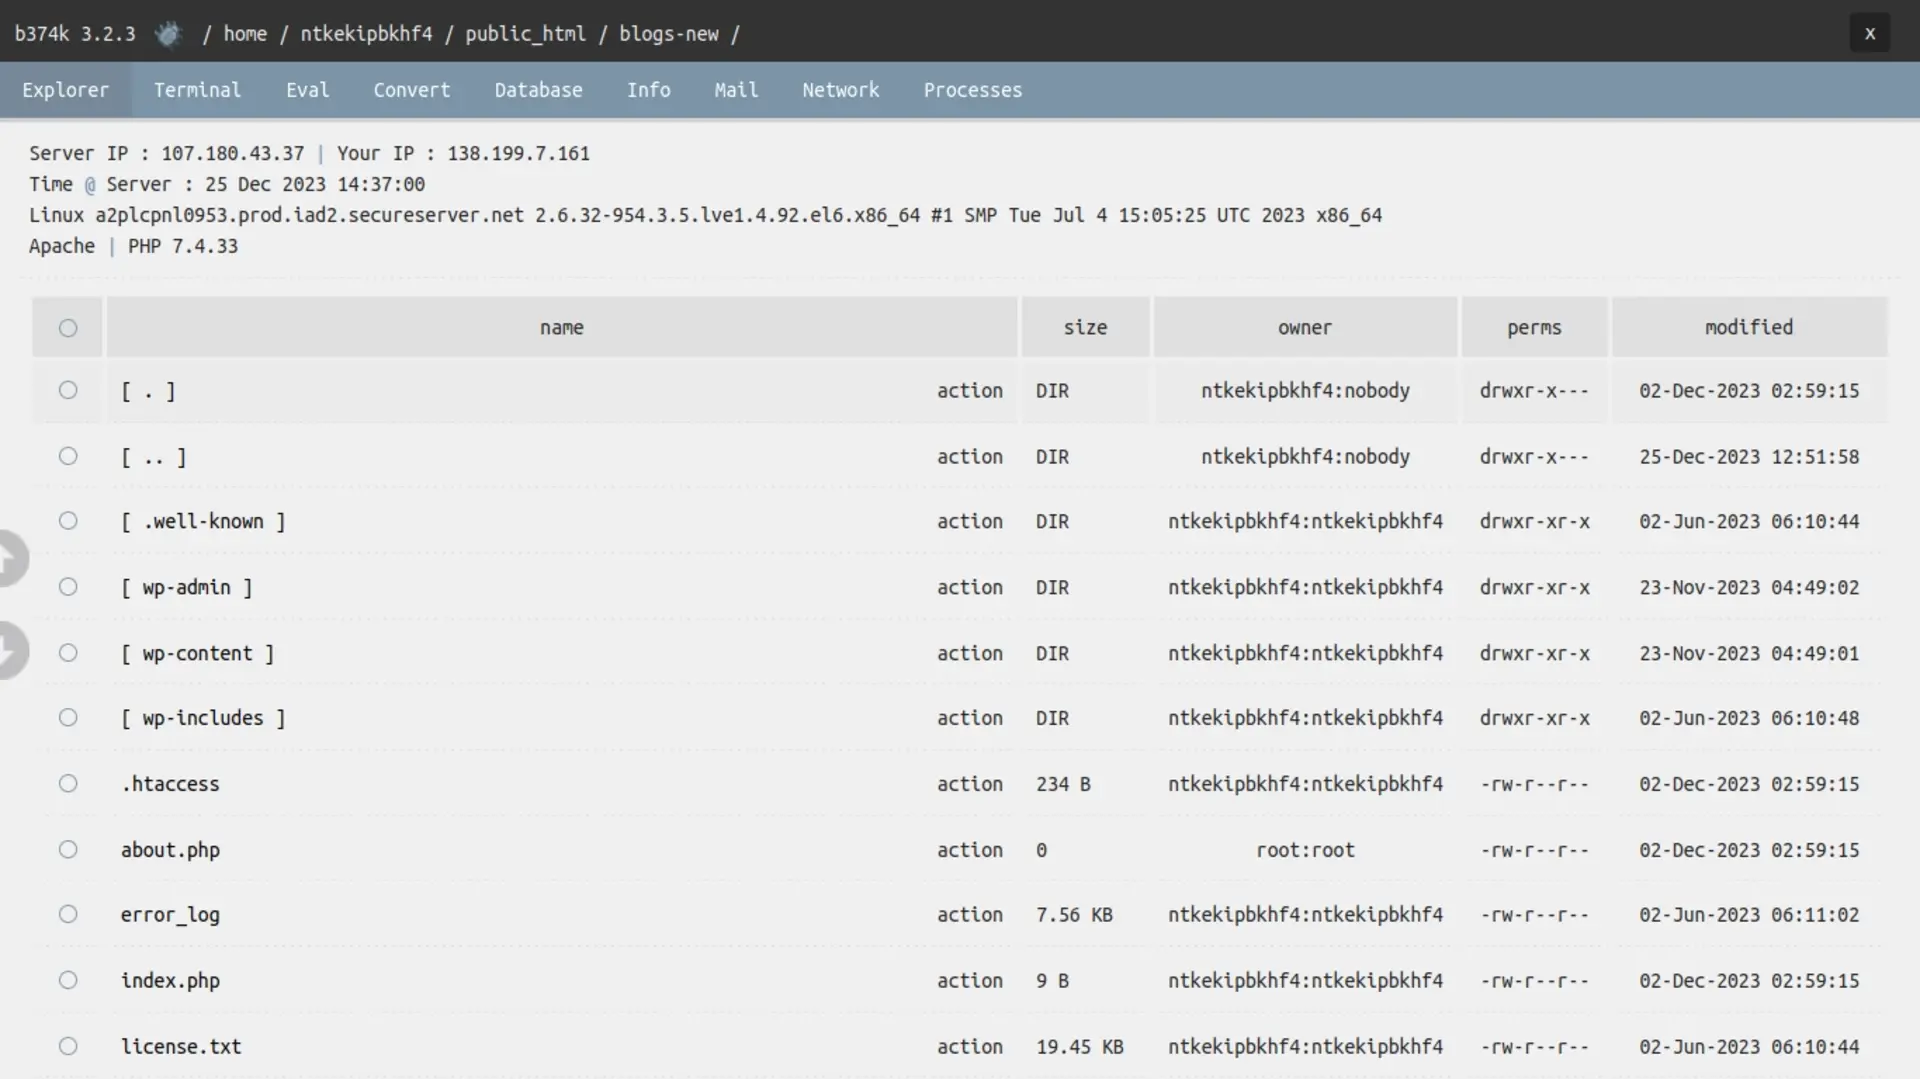 b374k 3.2.3 / home / ntkekipbkhf4 / public_html / blogs-new / x
Explorer Terminal Eval Convert Database Info Mail Network Processes
Server IP : 107.180.43.37 | Your IP : 138.199.7.161
Time @ Server : 25 Dec 2023 14:37:00
Linux a2plcpnl0953.prod.iad2.secureserver.net 2.6.32-954.3.5.lve1.4.92.el6.x86_64 #1 SMP Tue Jul 4 15:05:25 UTC 2023 x86_64
Apache | PHP 7.4.33
name size owner perms modified
[ . ] action DIR ntkekipbkhf4:nobody drwxr-x--- 02-Dec-2023 02:59:15
[ .. ] action DIR ntkekipbkhf4:nobody drwxr-x--- 25-Dec-2023 12:51:58
[ .well-known ] action DIR ntkekipbkhf4:ntkekipbkhf4 drwxr-xr-x 02-Jun-2023 06:10:44
[ wp-admin ] action DIR ntkekipbkhf4:ntkekipbkhf4 drwxr-xr-x 23-Nov-2023 04:49:02
[ wp-content ] action DIR ntkekipbkhf4:ntkekipbkhf4 drwxr-xr-x 23-Nov-2023 04:49:01
[ wp-includes ] action DIR ntkekipbkhf4:ntkekipbkhf4 drwxr-xr-x 02-Jun-2023 06:10:48
.htaccess action 234 B ntkekipbkhf4:ntkekipbkhf4 -rw-r--r-- 02-Dec-2023 02:59:15
about.php action 0 root:root -rw-r--r-- 02-Dec-2023 02:59:15
error_log action 7.56 KB ntkekipbkhf4:ntkekipbkhf4 -rw-r--r-- 02-Jun-2023 06:11:02
index.php action 9 B ntkekipbkhf4:ntkekipbkhf4 -rw-r--r-- 02-Dec-2023 02:59:15
license.txt action 19.45 KB ntkekipbkhf4:ntkekipbkhf4 -rw-r--r-- 02-Jun-2023 06:10:44